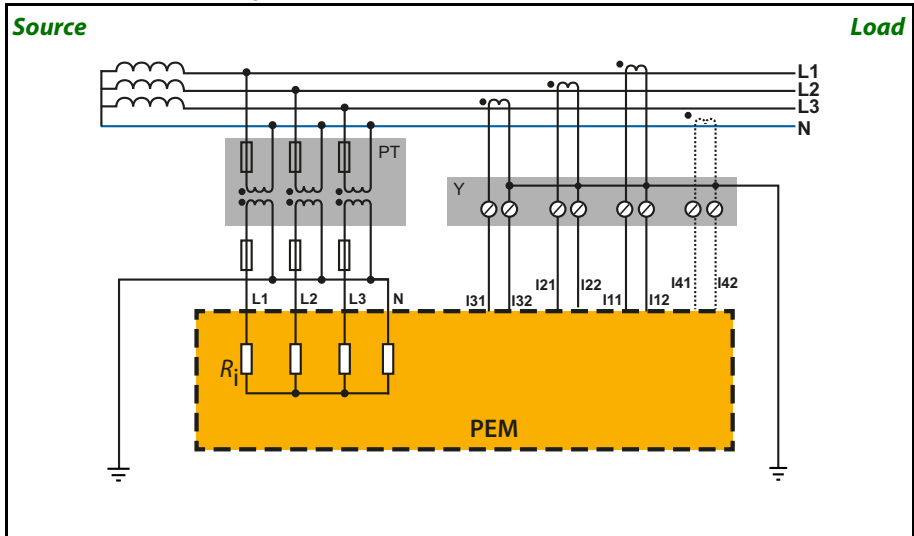 Source
Load
L1
L2
L3
N
PT
Y
L1 L2 L3 N
I31 I32 I21 I22 I11 I12 I41 I42
Ri
PEM